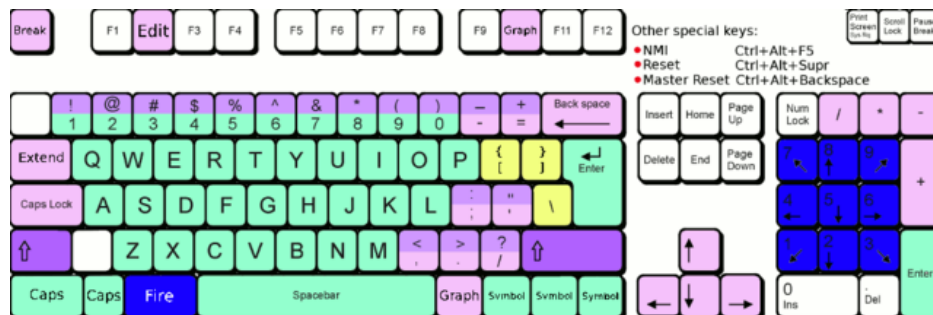 Break F1 Edit F3 F4 F5 F6 F7 F8 F9 Graph F11 F12 Print Screen Sys Rq Scroll Lock Pause Break
Other special keys:
NMI Ctrl+Alt+F5
Reset Ctrl+Alt+Supr
Master Reset Ctrl+Alt+Backspace
! @ # $ % ^ & * ( ) _ + Back space
1 2 3 4 5 6 7 8 9 0 - =
Insert Home Page Up Num Lock / * -
Extend Q W E R T Y U I O P { [ } ] Enter
Delete End Page Down 7 8 9 +
Caps Lock A S D F G H J K L : ; " ' \
4 5 6
Z X C V B N M < , > . ? /
1 2 3 Enter
Caps Caps Fire Spacebar Graph Symbol Symbol Symbol
0 Ins . Del